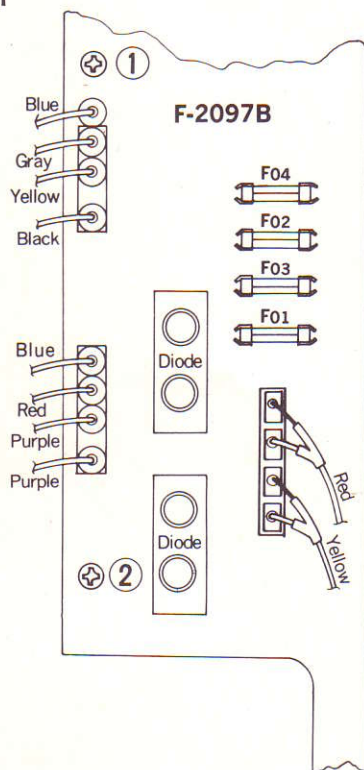 ①
Blue
F-2097B
Gray
Yellow
Black
F04
F02
F03
F01
Blue
Diode
Red
Purple
Purple
Red
Yellow
Diode
②